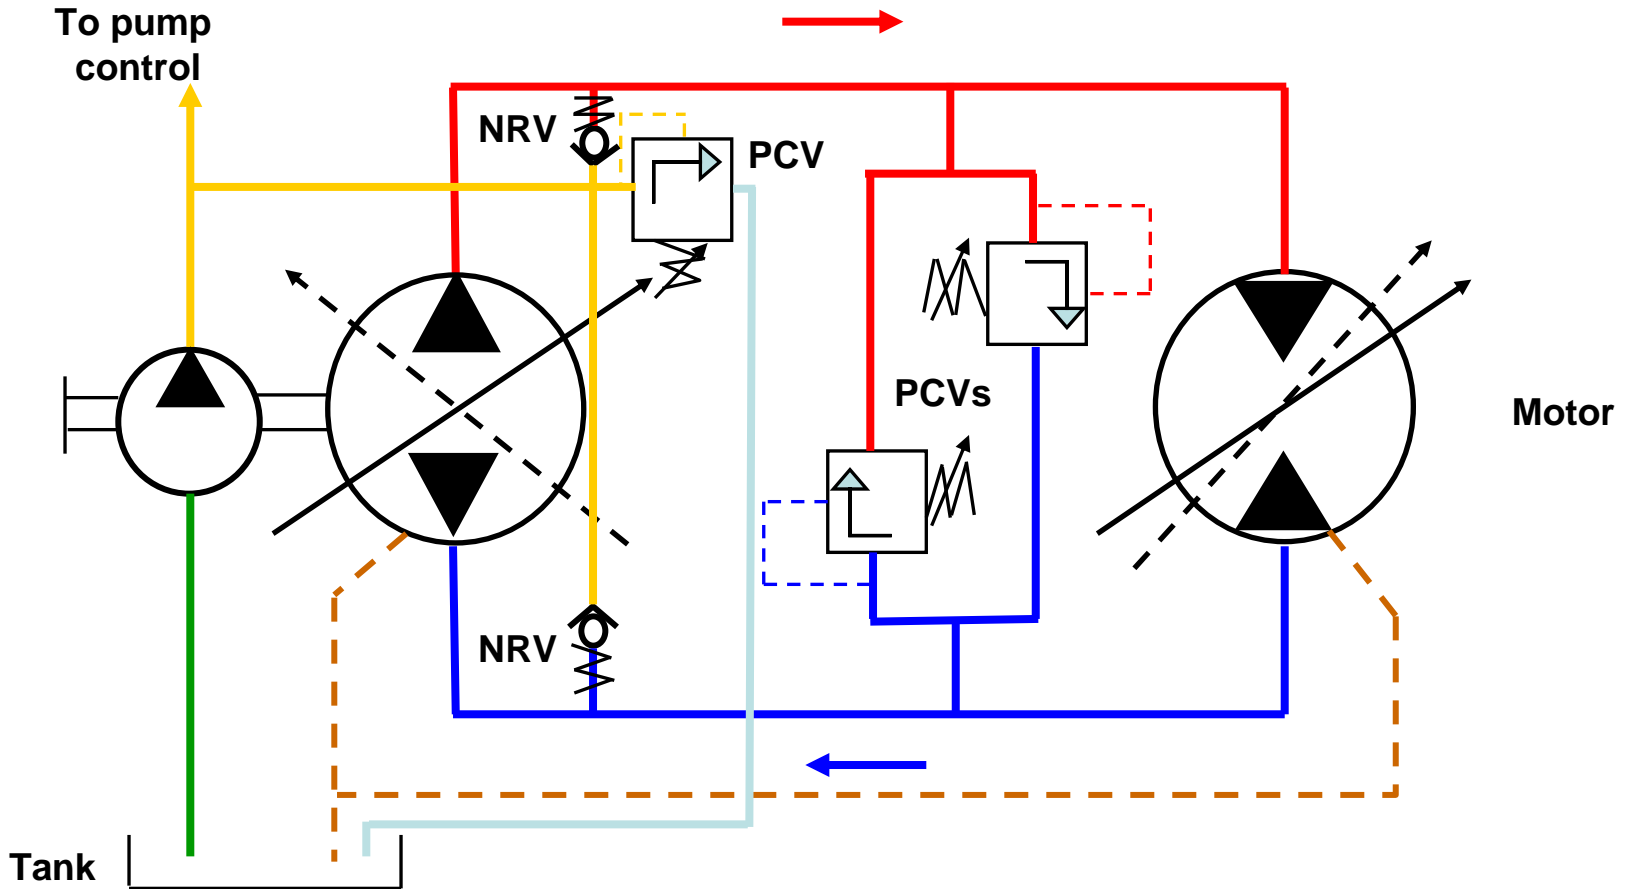 To pump
control
NRV
PCV
PCVs
Motor
NRV
Tank